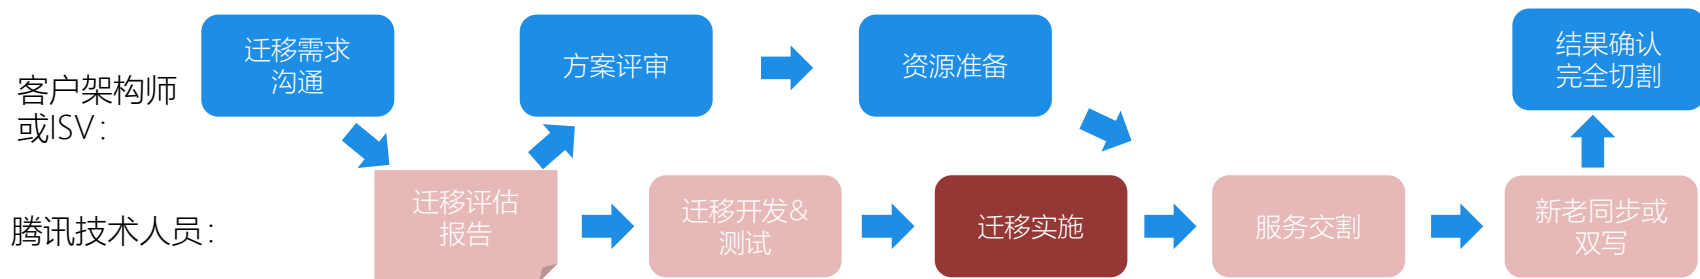 客户架构师
或ISV：
迁移需求
沟通
方案评审
资源准备
结果确认
完全切割
腾讯技术人员：
迁移评估
报告
迁移开发&
测试
迁移实施
服务交割
新老同步或
双写